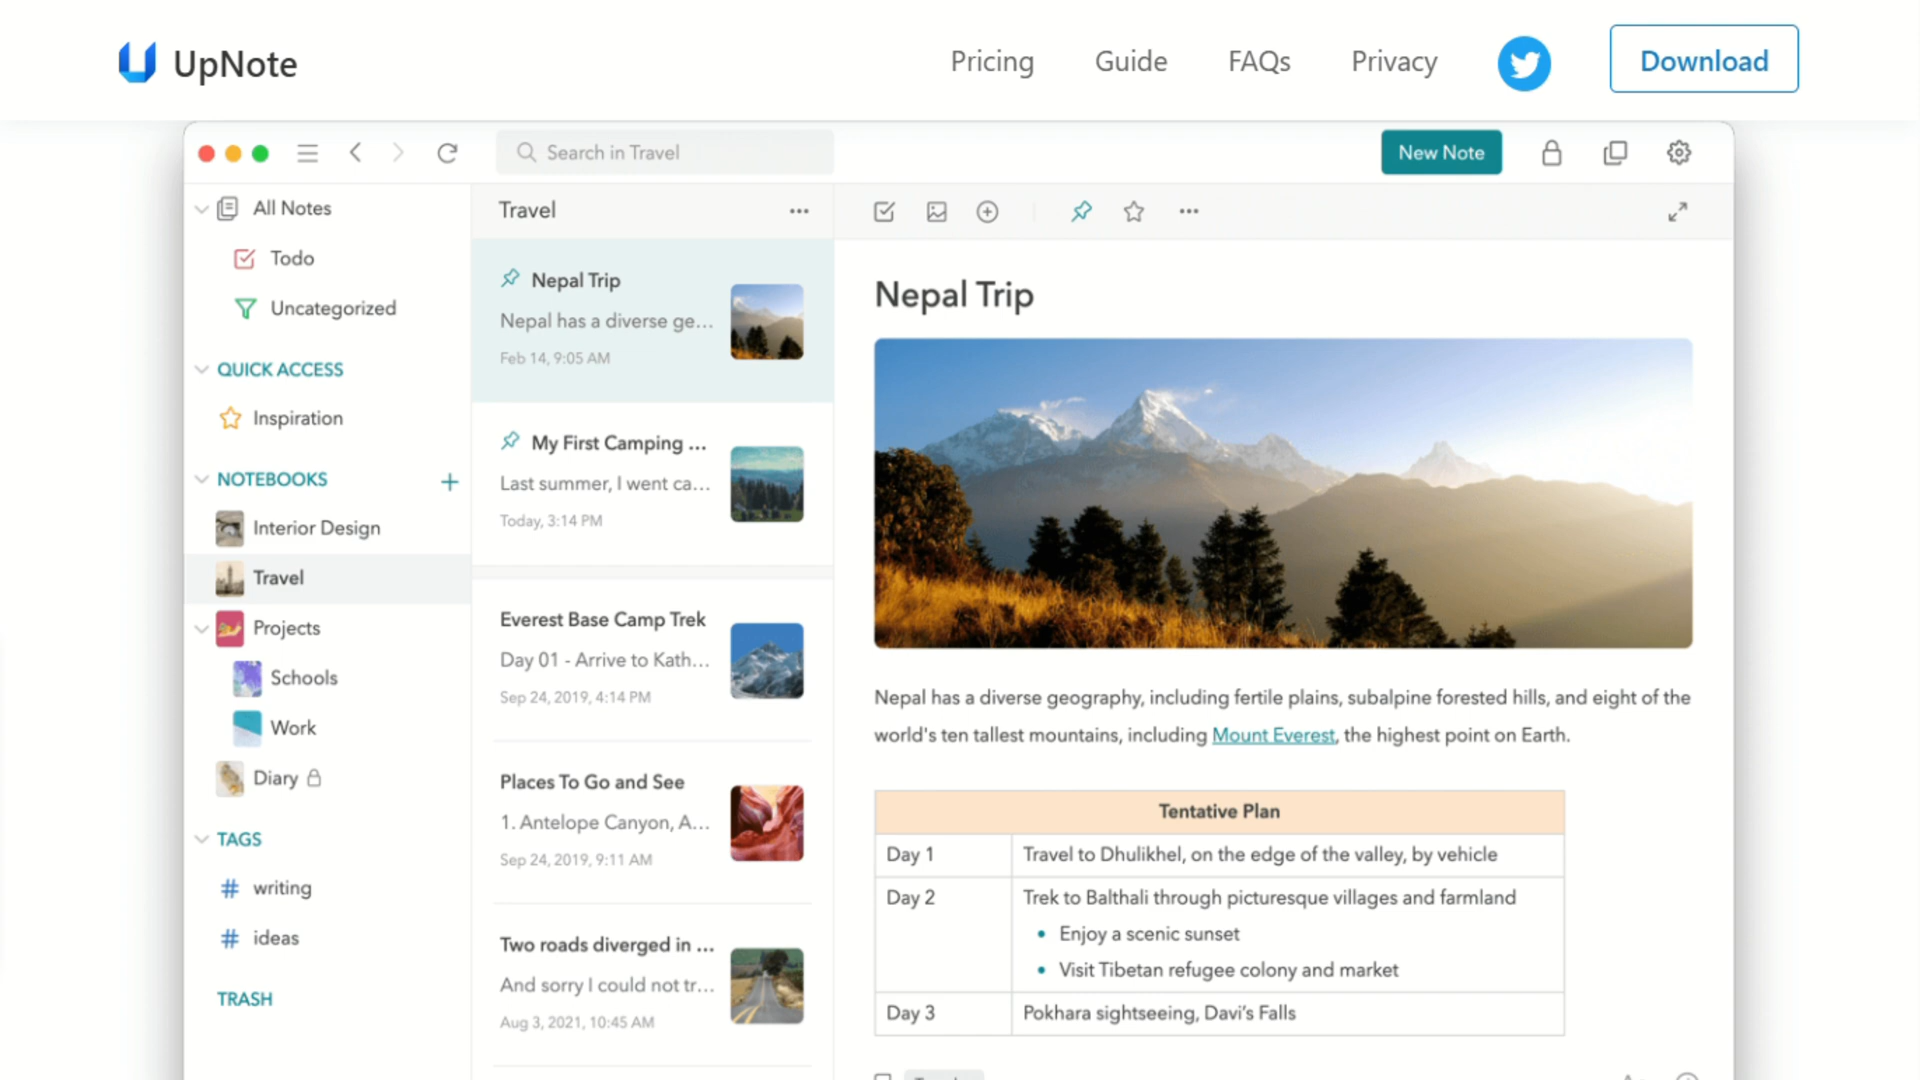 UpNote
Pricing
Guide
FAQs
Privacy
Download
Search in Travel
New Note
All Notes
Todo
Uncategorized
QUICK ACCESS
Inspiration
NOTEBOOKS
Interior Design
Travel
Projects
Schools
Work
Diary
TAGS
# writing
# ideas
TRASH
Travel
Nepal Trip
Nepal has a diverse ge...
Feb 14, 9:05 AM
My First Camping ...
Last summer, I went ca...
Today, 3:14 PM
Everest Base Camp Trek
Day 01 - Arrive to Kath...
Sep 24, 2019, 4:14 PM
Places To Go and See
1. Antelope Canyon, A...
Sep 24, 2019, 9:11 AM
Two roads diverged in ...
And sorry I could not tr...
Aug 3, 2021, 10:45 AM
Nepal Trip
Nepal has a diverse geography, including fertile plains, subalpine forested hills, and eight of the
world's ten tallest mountains, including Mount Everest, the highest point on Earth.
Tentative Plan
Day 1 Travel to Dhulikhel, on the edge of the valley, by vehicle
Day 2 Trek to Balthali through picturesque villages and farmland
• Enjoy a scenic sunset
• Visit Tibetan refugee colony and market
Day 3 Pokhara sightseeing, Davi's Falls